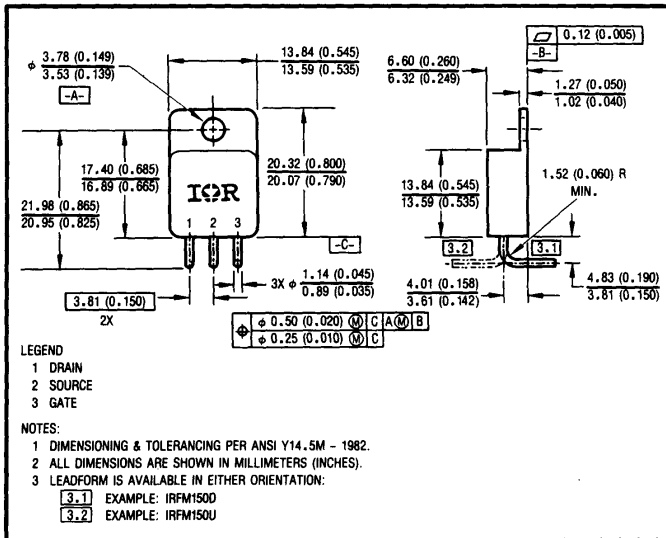 φ 3.78 (0.149)
3.53 (0.139)
-A-
13.84 (0.545)
13.59 (0.535)
6.60 (0.260)
6.32 (0.249)
⏥ 0.12 (0.005)
-B-
1.27 (0.050)
1.02 (0.040)
17.40 (0.685)
16.89 (0.665)
21.98 (0.865)
20.95 (0.825)
IOR
1 2 3
20.32 (0.800)
20.07 (0.790)
-C-
13.84 (0.545)
13.59 (0.535)
1.52 (0.060) R
MIN.
3.2
3.1
3.81 (0.150)
2X
3X φ 1.14 (0.045)
0.89 (0.035)
4.01 (0.158)
3.61 (0.142)
4.83 (0.190)
3.81 (0.150)
⌖ φ 0.50 (0.020) Ⓜ C A Ⓜ B
φ 0.25 (0.010) Ⓜ C
LEGEND
1 DRAIN
2 SOURCE
3 GATE
NOTES:
1 DIMENSIONING & TOLERANCING PER ANSI Y14.5M - 1982.
2 ALL DIMENSIONS ARE SHOWN IN MILLIMETERS (INCHES).
3 LEADFORM IS AVAILABLE IN EITHER ORIENTATION:
3.1 EXAMPLE: IRFM150D
3.2 EXAMPLE: IRFM150U